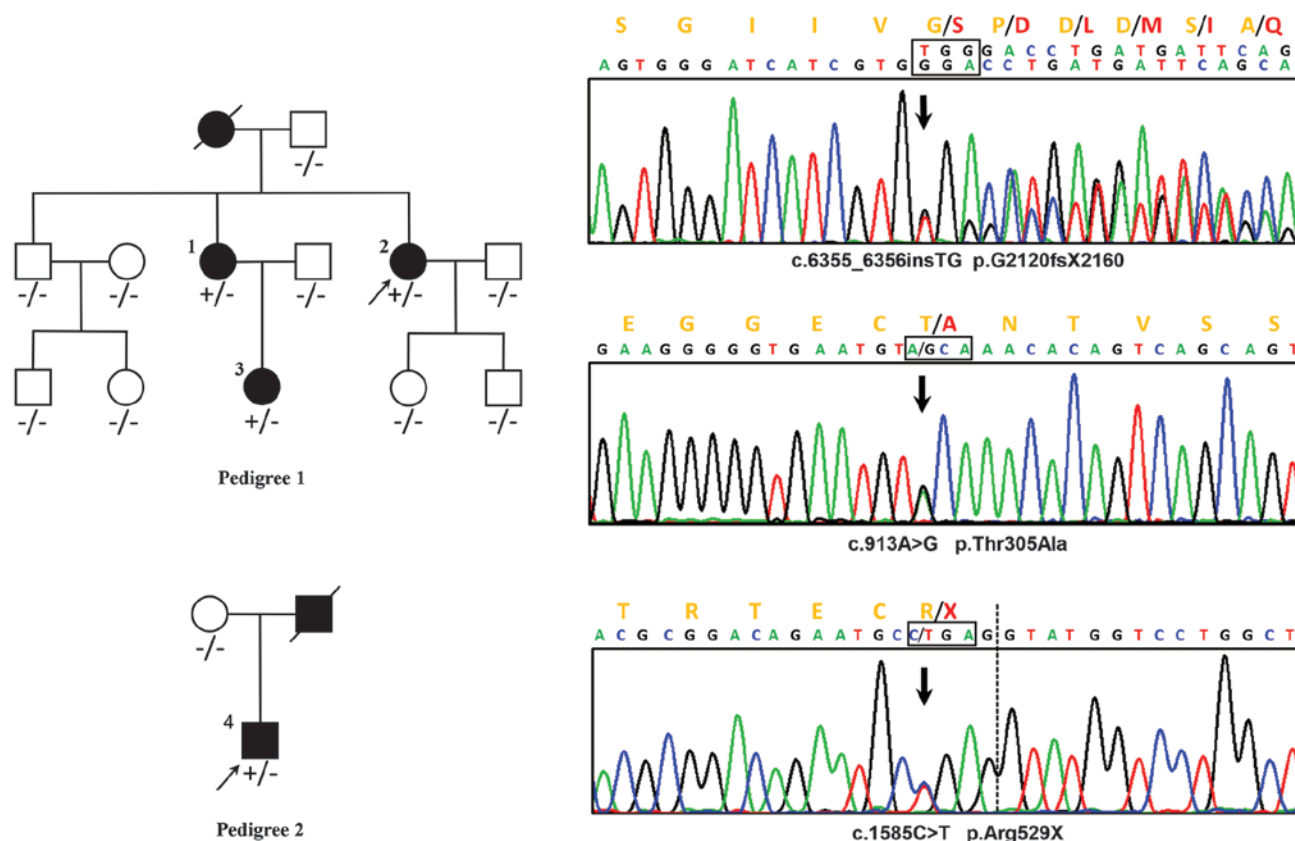 -/-
1
2
-/-
-/-
+/-
-/-
+/-
-/-
3
-/-
-/-
+/-
-/-
-/-
Pedigree 1
-/-
4
+/-
Pedigree 2
S G I I V G/S P/D D/L D/M S/I A/Q
T G G G A C C T G A T G A T T C A G
A G T G G G A T C A T C G T G G G A C C T G A T G A T T C A G C A
c.6355_6356insTG p.G2120fsX2160
E G G E C T/A N T V S S
G A A G G G G G T G A A T G T A/G C A A A C A C A G T C A G C A G T
c.913A>G p.Thr305Ala
T R T E C R/X
A C G C G G A C A G A A T G C C/T G A G G T A T G G T C C T G G C T
c.1585C>T p.Arg529X